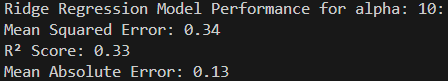 Ridge Regression Model Performance for alpha: 10:
Mean Squared Error: 0.34
R² Score: 0.33
Mean Absolute Error: 0.13